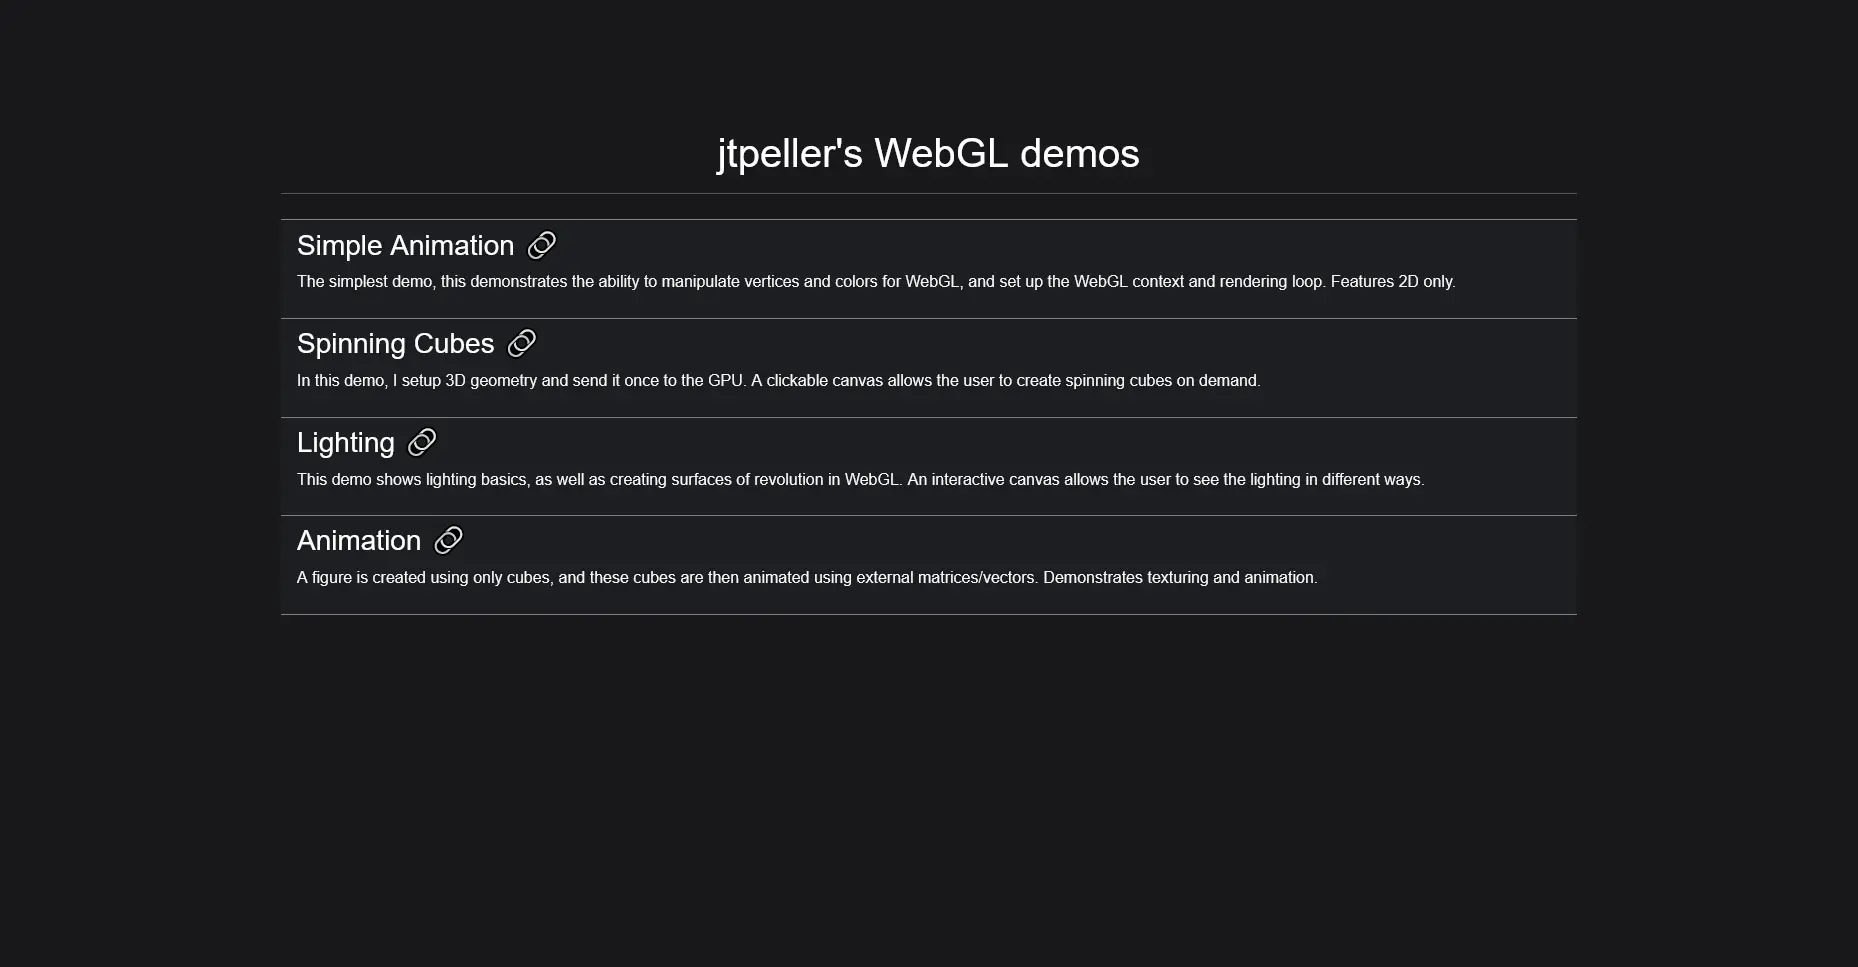 jtpeller's WebGL demos
Simple Animation
The simplest demo, this demonstrates the ability to manipulate vertices and colors for WebGL, and set up the WebGL context and rendering loop. Features 2D only.
Spinning Cubes
In this demo, I setup 3D geometry and send it once to the GPU. A clickable canvas allows the user to create spinning cubes on demand.
Lighting
This demo shows lighting basics, as well as creating surfaces of revolution in WebGL. An interactive canvas allows the user to see the lighting in different ways.
Animation
A figure is created using only cubes, and these cubes are then animated using external matrices/vectors. Demonstrates texturing and animation.